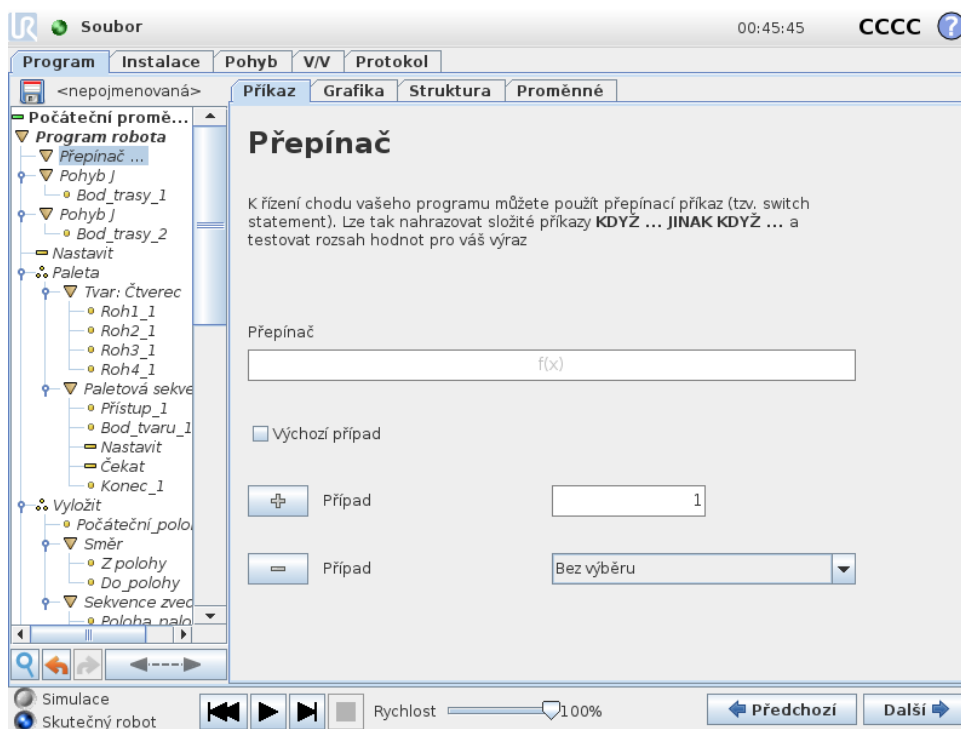 UR Soubor 00:45:45 CCCC ?
Program Instalace Pohyb V/V Protokol
<nepojmenovaná> Příkaz Grafika Struktura Proměnné
Počáteční promě...
Program robota
Přepínač ...
Pohyb J
Bod_trasy_1
Pohyb J
Bod_trasy_2
Nastavit
Paleta
Tvar: Čtverec
Roh1_1
Roh2_1
Roh3_1
Roh4_1
Paletová sekve
Přístup_1
Bod_tvaru_1
Nastavit
Čekat
Konec_1
Vyložit
Počáteční_polo
Směr
Z polohy
Do_polohy
Sekvence zved
Poloha_nalo
Přepínač
K řízení chodu vašeho programu můžete použít přepínací příkaz (tzv. switch
statement). Lze tak nahrazovat složité příkazy KDYŽ ... JINAK KDYŽ ... a
testovat rozsah hodnot pro váš výraz
Přepínač
f(x)
Výchozí případ
Případ 1
Případ Bez výběru
Simulace
Skutečný robot
Rychlost 100%
Předchozí Další